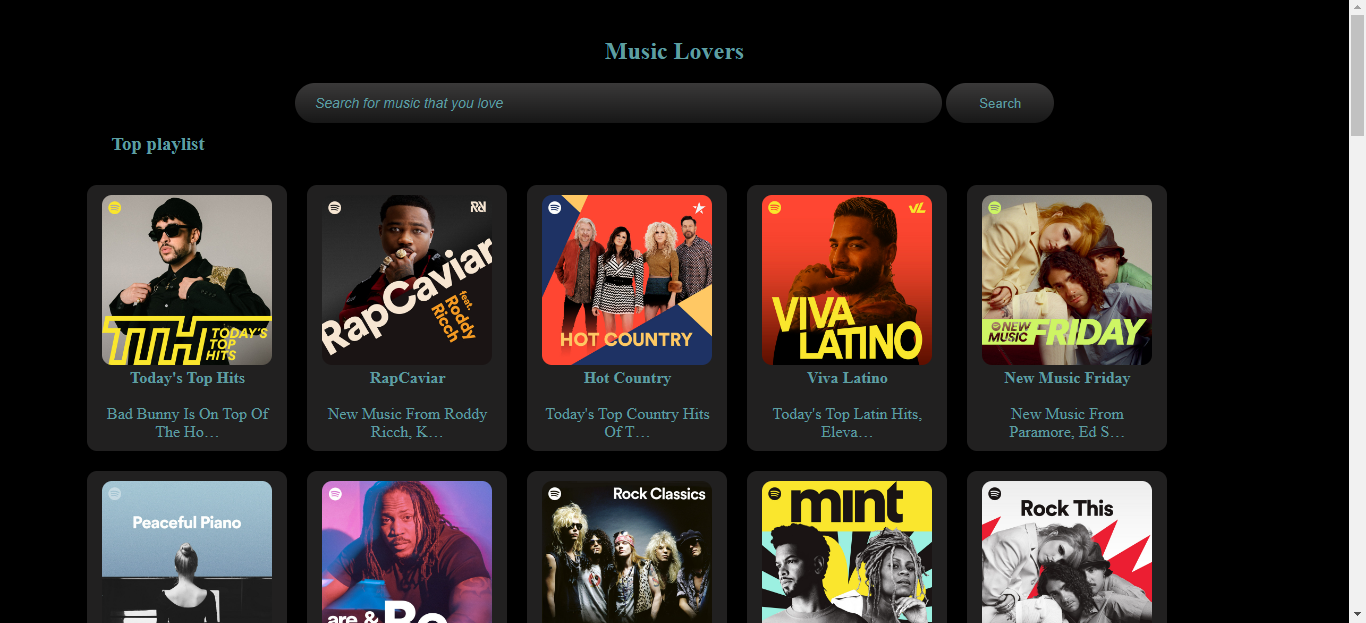 Music Lovers
Search for music that you love
Search
Top playlist
TTH TODAY'S
TOP
HITS
RapCaviar
feat.
Roddy
Ricch
HOT COUNTRY
VL
VIVA
LATINO
NEW
MUSIC
FRIDAY
Today's Top Hits
RapCaviar
Hot Country
Viva Latino
New Music Friday
Bad Bunny Is On Top Of
The Ho…
New Music From Roddy
Ricch, K…
Today's Top Country Hits
Of T…
Today's Top Latin Hits,
Eleva…
New Music From
Paramore, Ed S…
Peaceful Piano
are & Be
Rock Classics
mint
Rock This